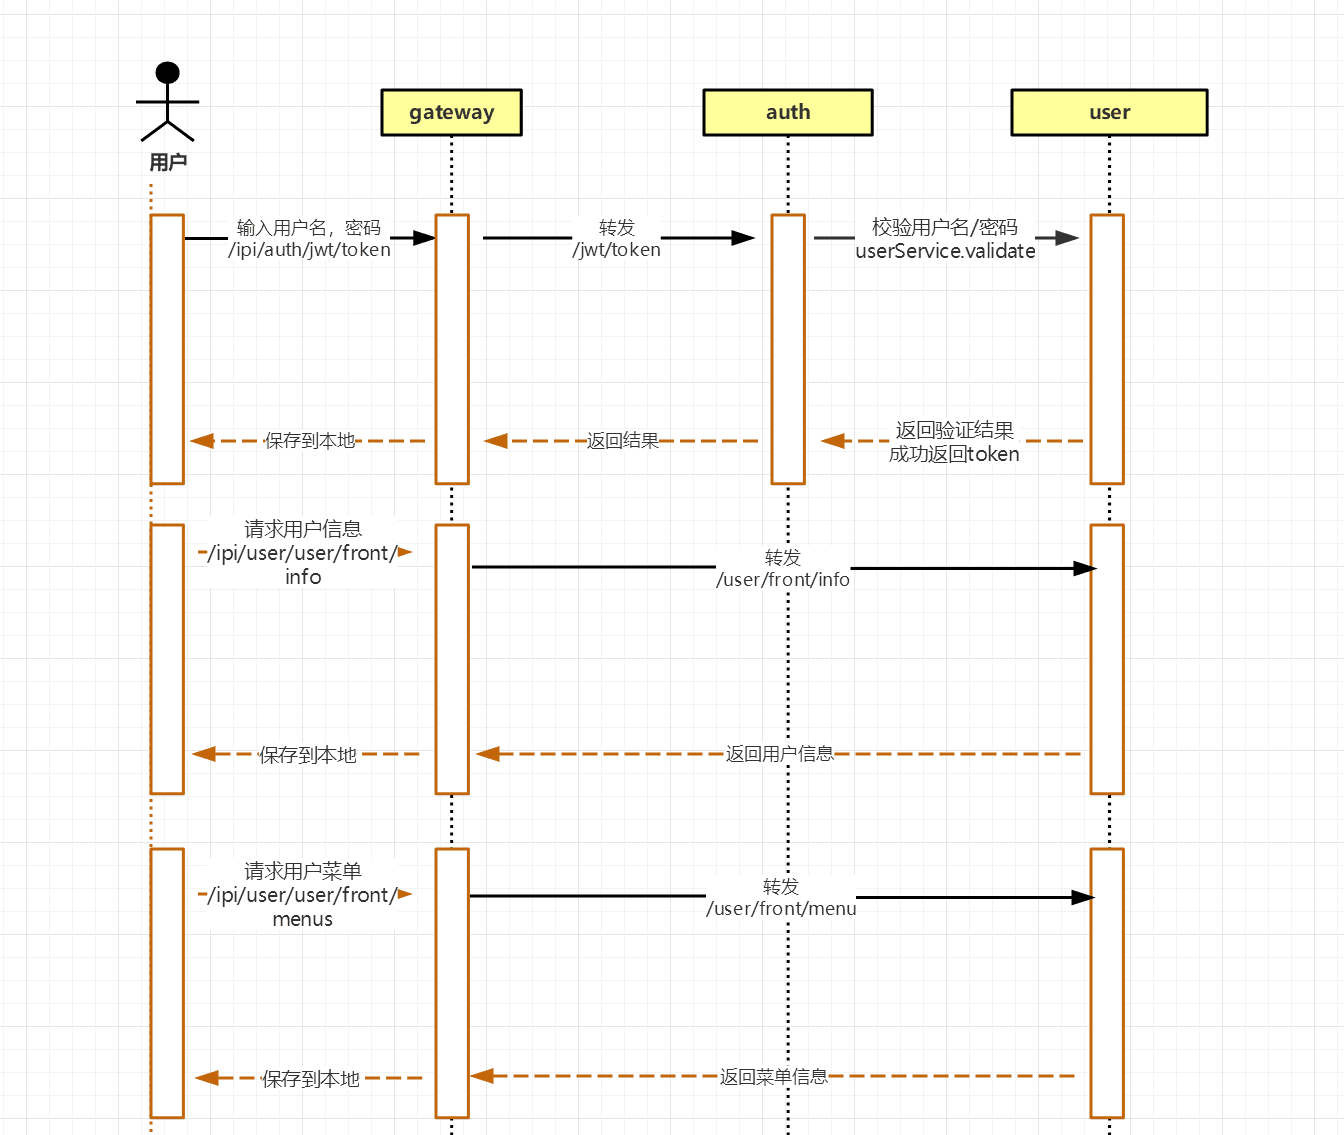 用户
gateway
auth
user
输入用户名，密码
/ipi/auth/jwt/token
转发
/jwt/token
校验用户名/密码
userService.validate
保存到本地
返回结果
返回验证结果
成功返回token
请求用户信息
/ipi/user/user/front/
info
转发
/user/front/info
保存到本地
返回用户信息
请求用户菜单
/ipi/user/user/front/
menus
转发
/user/front/menu
保存到本地
返回菜单信息